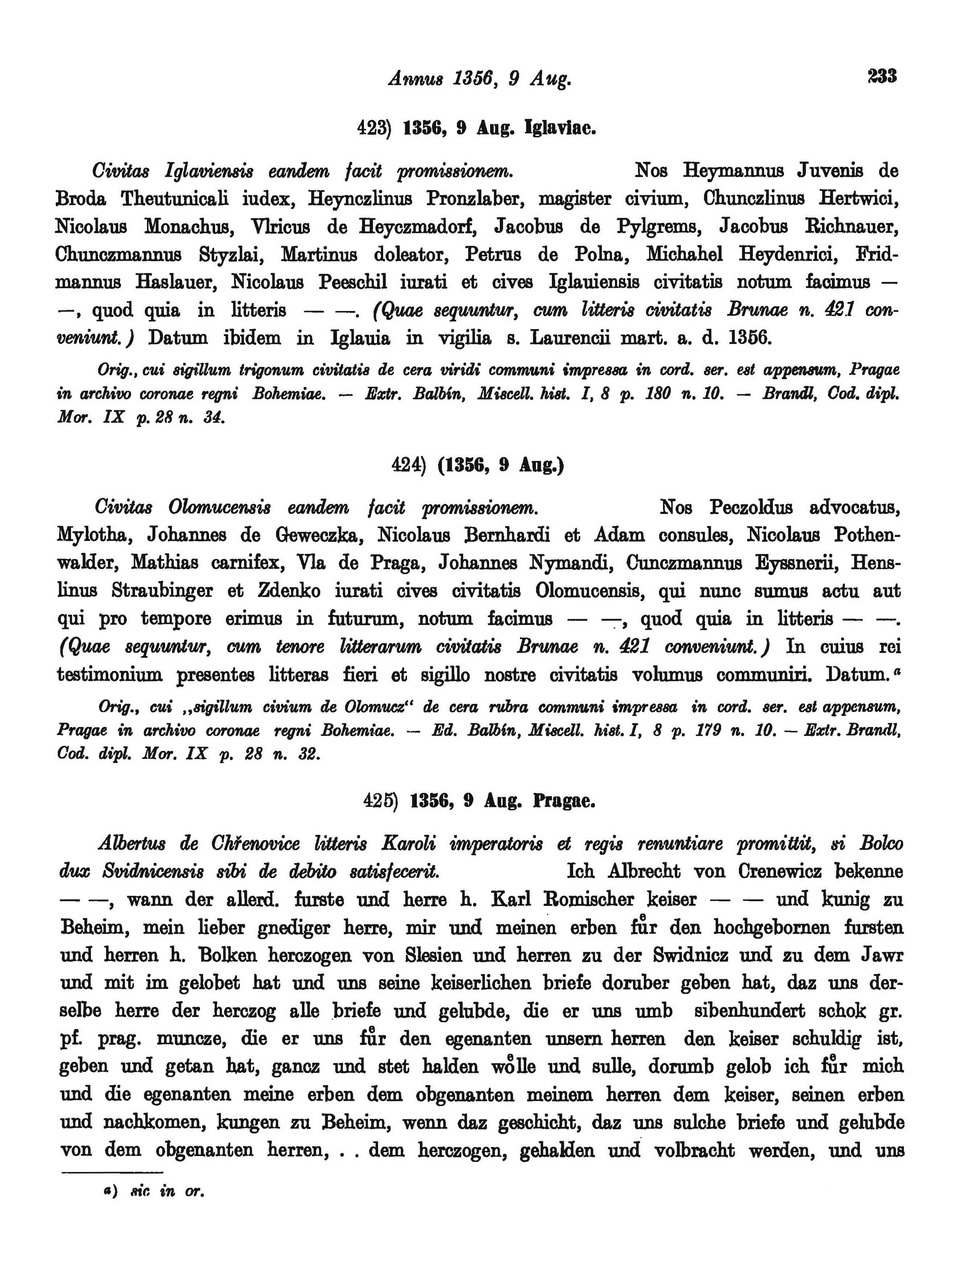 Annus 1356, 9 Aug.
233
423) 1356, 9 Aug. Iglaviae.
Civitas Iglaviensis eandem facit promissionem. Nos Heymannus Juvenis de
Broda Theutunicali iudex, Heynczlinus Pronzlaber, magister civium, Chunczlinus Hertwici,
Nicolaus Monachus, Vlricus de Heyczmadorf, Jacobus de Pylgrems, Jacobus Richnauer,
Chunczmannus Styzlai, Martinus doleator, Petrus de Polna, Michahel Heydenrici, Frid-
mannus Haslauer, Nicolaus Peeschil iurati et cives Iglauiensis civitatis notum facimus —
—, quod quia in litteris — —. (Quae sequuntur, cum litteris civitatis Brunae n. 421 con-
veniunt.) Datum ibidem in Iglauia in vigilia s. Laurencii mart. a. d. 1356.
Orig., cui sigillum trigonum civitatis de cera viridi communi impressa in cord. ser. est appensum, Pragae
in archivo coronae regni Bohemiae. — Extr. Balbín, Miscell. hist. I, 8 p. 180 n. 10. — Brandl, Cod. dipl.
Mor. IX p. 28 n. 34.
424) (1356, 9 Aug.)
Civitas Olomucensis eandem facit promissionem. Nos Peczoldus advocatus,
Mylotha, Johannes de Geweczka, Nicolaus Bernhardi et Adam consules, Nicolaus Pothen-
walder, Mathias carnifex, Vla de Praga, Johannes Nymandi, Cunczmannus Eyssnerii, Hens-
linus Straubinger et Zdenko iurati cives civitatis Olomucensis, qui nunc sumus actu aut
qui pro tempore erimus in futurum, notum facimus — —, quod quia in litteris — —.
(Quae sequuntur, cum tenore litterarum civitatis Brunae n. 421 conveniunt.) In cuius rei
testimonium presentes litteras fieri et sigillo nostre civitatis volumus communiri. Datum.ᵃ
Orig., cui „sigillum civium de Olomucz“ de cera rubra communi impressa in cord. ser. est appensum,
Pragae in archivo coronae regni Bohemiae. — Ed. Balbín, Miscell. hist. I, 8 p. 179 n. 10. — Extr. Brandl,
Cod. dipl. Mor. IX p. 28 n. 32.
425) 1356, 9 Aug. Pragae.
Albertus de Chřenovice litteris Karoli imperatoris et regis renuntiare promittit, si Bolco
dux Svidnicensis sibi de debito satisfecerit. Ich Albrecht von Crenewicz bekenne
— —, wann der allerd. furste und herre h. Karl Romischer keiser — — und kunig zu
Beheim, mein lieber gnediger herre, mir und meinen erben fuͤr den hochgebornen fursten
und herren h. Bolken herczogen von Slesien und herren zu der Swidnicz und zu dem Jawr
und mit im gelobet hat und uns seine keiserlichen briefe doruber geben hat, daz uns der-
selbe herre der herczog alle briefe und gelubde, die er uns umb sibenhundert schok gr.
pf. prag. muncze, die er uns fuͤr den egenanten unsern herren den keiser schuldig ist,
geben und getan hat, gancz und stet halden woͤlle und sulle, dorumb gelob ich fuͤr mich
und die egenanten meine erben dem obgenanten meinem herren dem keiser, seinen erben
und nachkomen, kungen zu Beheim, wenn daz geschicht, daz uns sulche briefe und gelubde
von dem obgenanten herren, . . dem herczogen, gehalden und volbracht werden, und uns
a) sic in or.